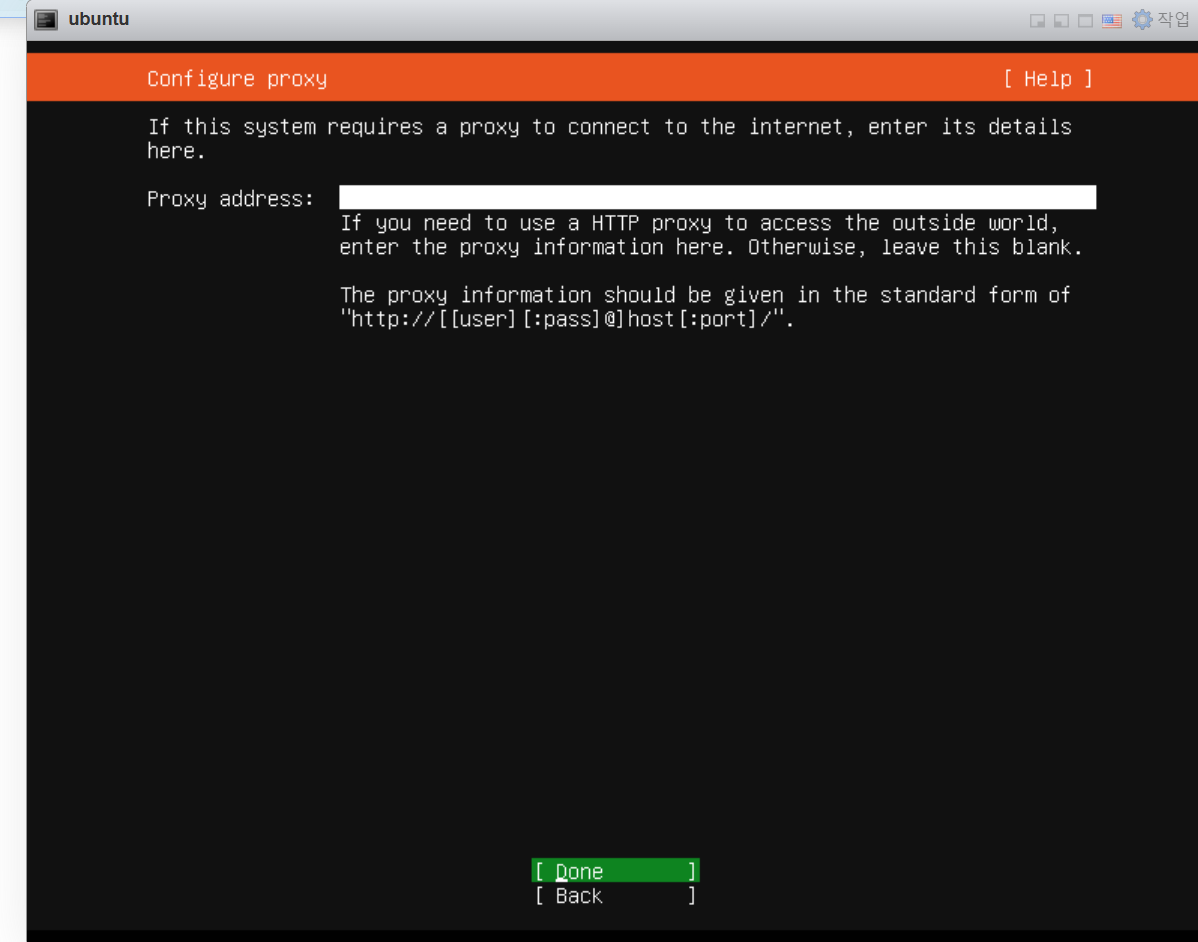 ubuntu
작업
Configure proxy [ Help ]
If this system requires a proxy to connect to the internet, enter its details
here.
Proxy address:
If you need to use a HTTP proxy to access the outside world,
enter the proxy information here. Otherwise, leave this blank.
The proxy information should be given in the standard form of
"http://[[user][:pass]@]host[:port]/".
[ Done ]
[ Back ]